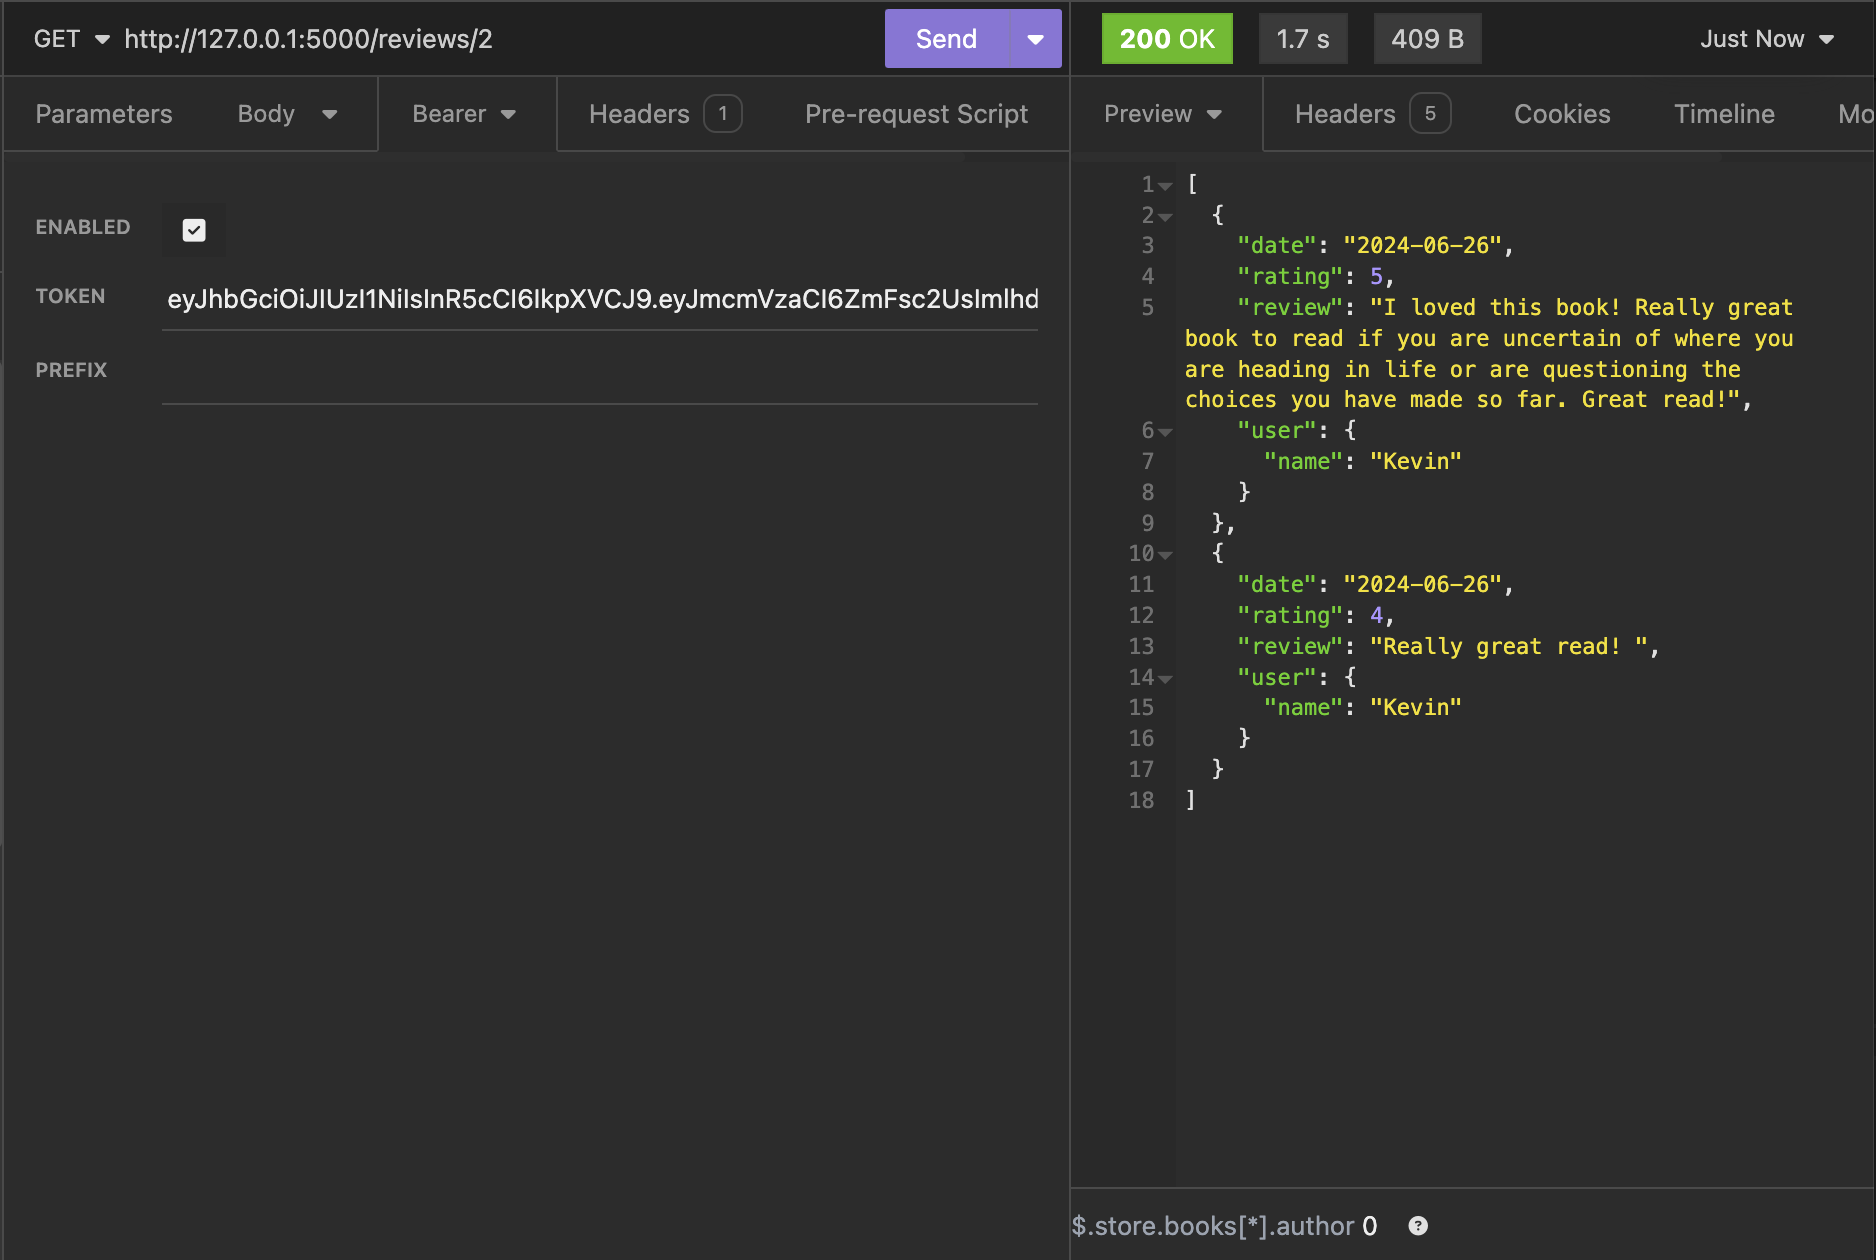 GET http://127.0.0.1:5000/reviews/2 Send
200 OK 1.7 s 409 B Just Now
Parameters Body Bearer Headers 1 Pre-request Script
Preview Headers 5 Cookies Timeline Mo
ENABLED
TOKEN eyJhbGciOiJIUzI1NiIsInR5cCI6IkpXVCJ9.eyJmcmVzaCI6ZmFsc2UsImlhd
PREFIX
1 [
2 {
3 "date": "2024-06-26",
4 "rating": 5,
5 "review": "I loved this book! Really great
book to read if you are uncertain of where you
are heading in life or are questioning the
choices you have made so far. Great read!",
6 "user": {
7 "name": "Kevin"
8 }
9 },
10 {
11 "date": "2024-06-26",
12 "rating": 4,
13 "review": "Really great read! ",
14 "user": {
15 "name": "Kevin"
16 }
17 }
18 ]
$.store.books[*].author 0 ?